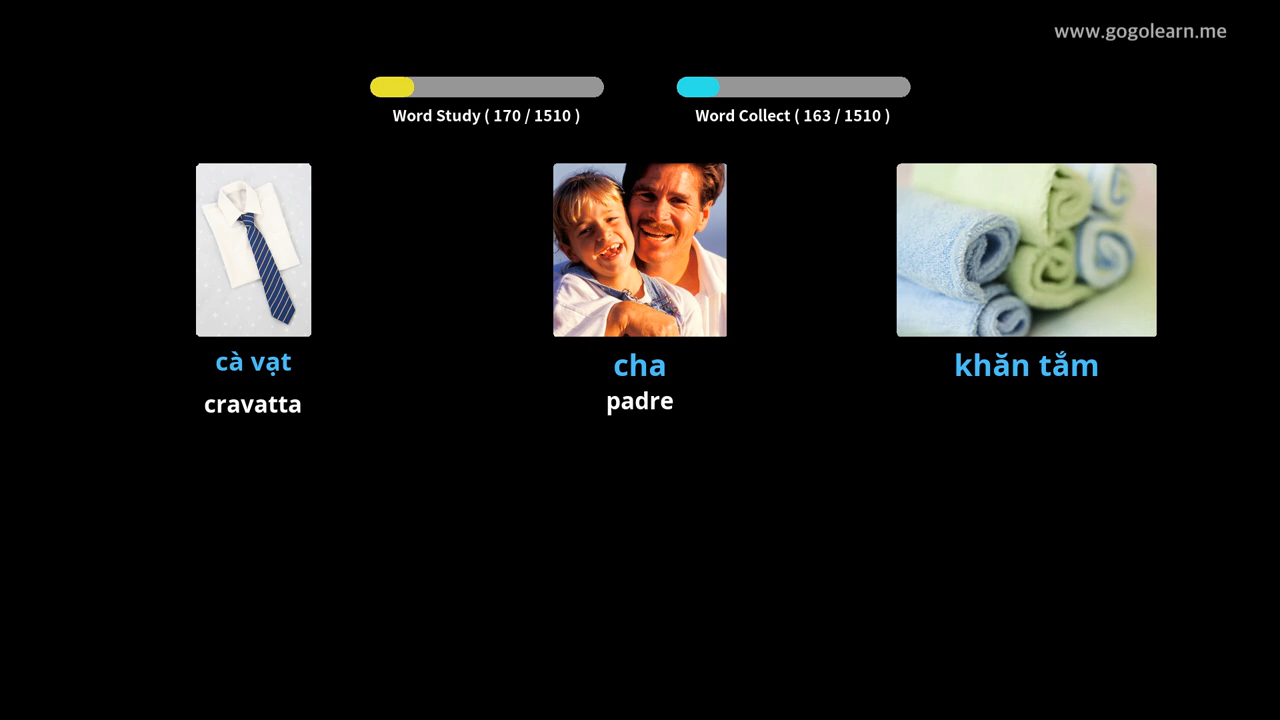 www.gogolearn.me
Word Study ( 170 / 1510 )
Word Collect ( 163 / 1510 )
cà vạt
cravatta
cha
padre
khăn tắm